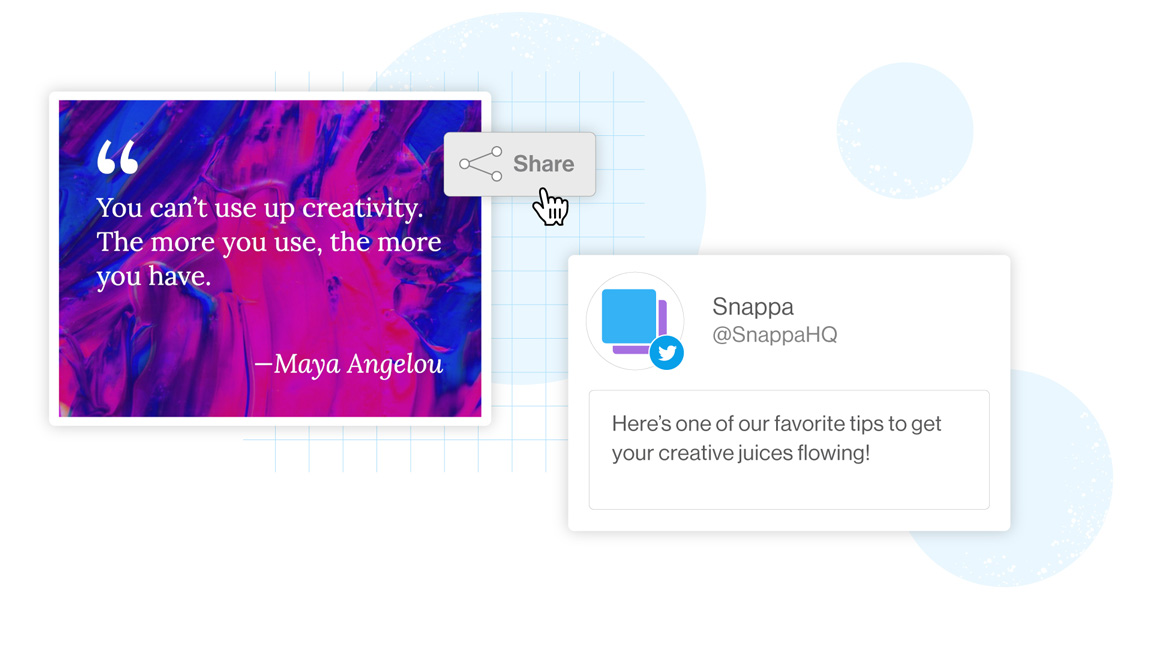 “
You can’t use up creativity.
The more you use, the more
you have.
—Maya Angelou
Share
Snappa
@SnappaHQ
Here’s one of our favorite tips to get
your creative juices flowing!